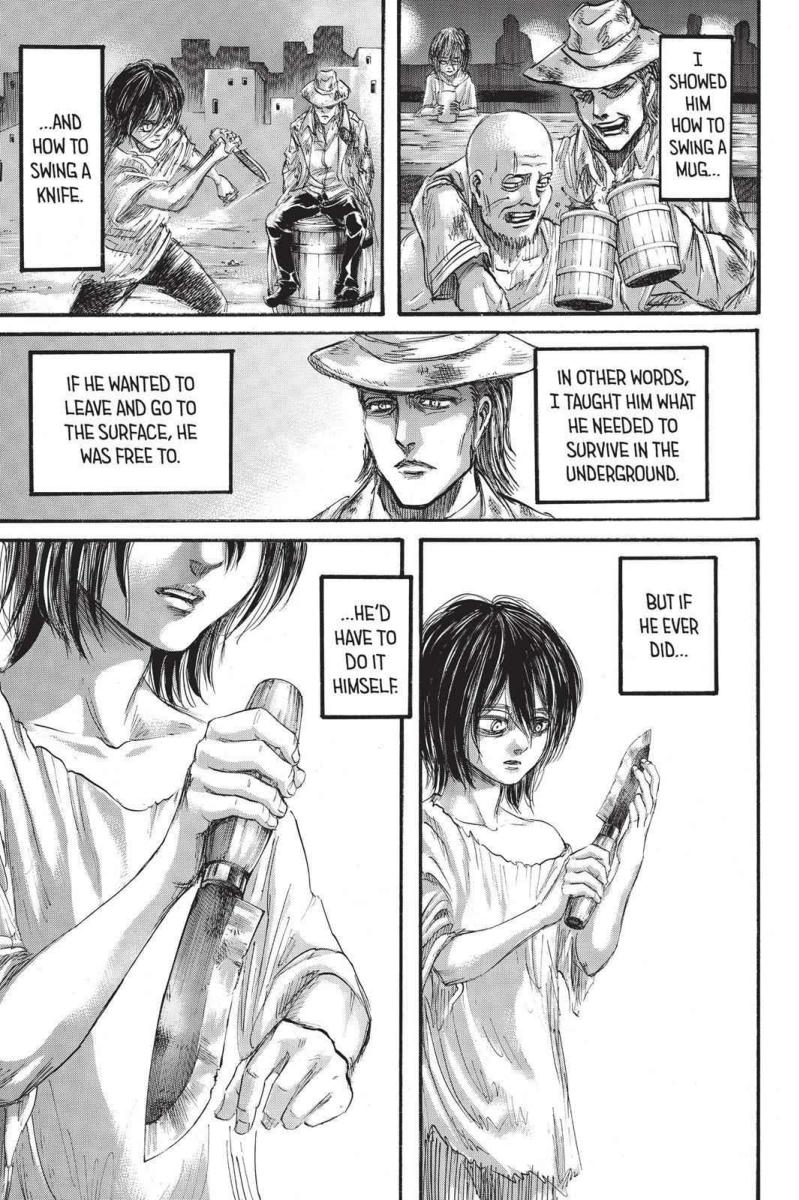 I
SHOWED
HIM
HOW TO
SWING A
MUG...
...AND
HOW TO
SWING A
KNIFE.
IN OTHER WORDS,
I TAUGHT HIM WHAT
HE NEEDED TO
SURVIVE IN THE
UNDERGROUND.
IF HE WANTED TO
LEAVE AND GO TO
THE SURFACE, HE
WAS FREE TO.
BUT IF
HE EVER
DID...
...HE'D
HAVE TO
DO IT
HIMSELF.